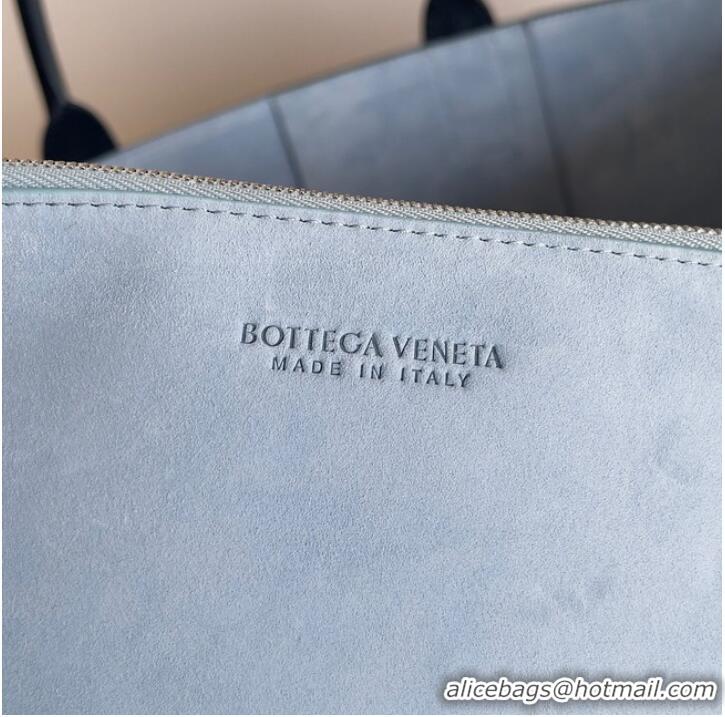 BOTTEGA VENETA
MADE IN ITALY
alicebags@hotmail.com